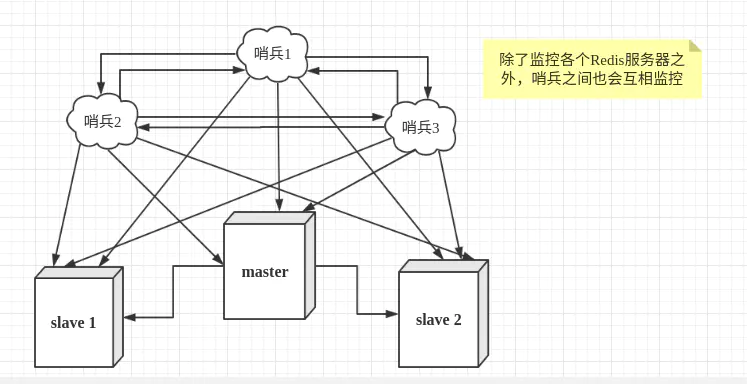 哨兵1
除了监控各个Redis服务器之
外，哨兵之间也会互相监控
哨兵2
哨兵3
master
slave 1
slave 2